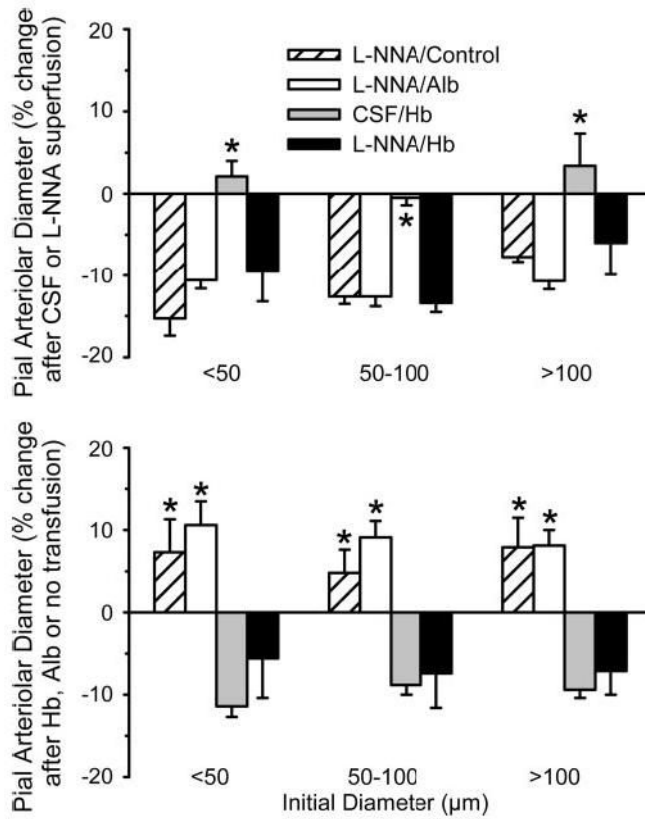 Pial Arteriolar Diameter (% change
after CSF or L-NNA superfusion)
20
10
0
-10
-20
L-NNA/Control
L-NNA/Alb
CSF/Hb
L-NNA/Hb
*
*
*
<50
50-100
>100
Pial Arteriolar Diameter (% change
after Hb, Alb or no transfusion)
20
10
0
-10
-20
*
*
*
*
*
*
<50
50-100
>100
Initial Diameter (μm)